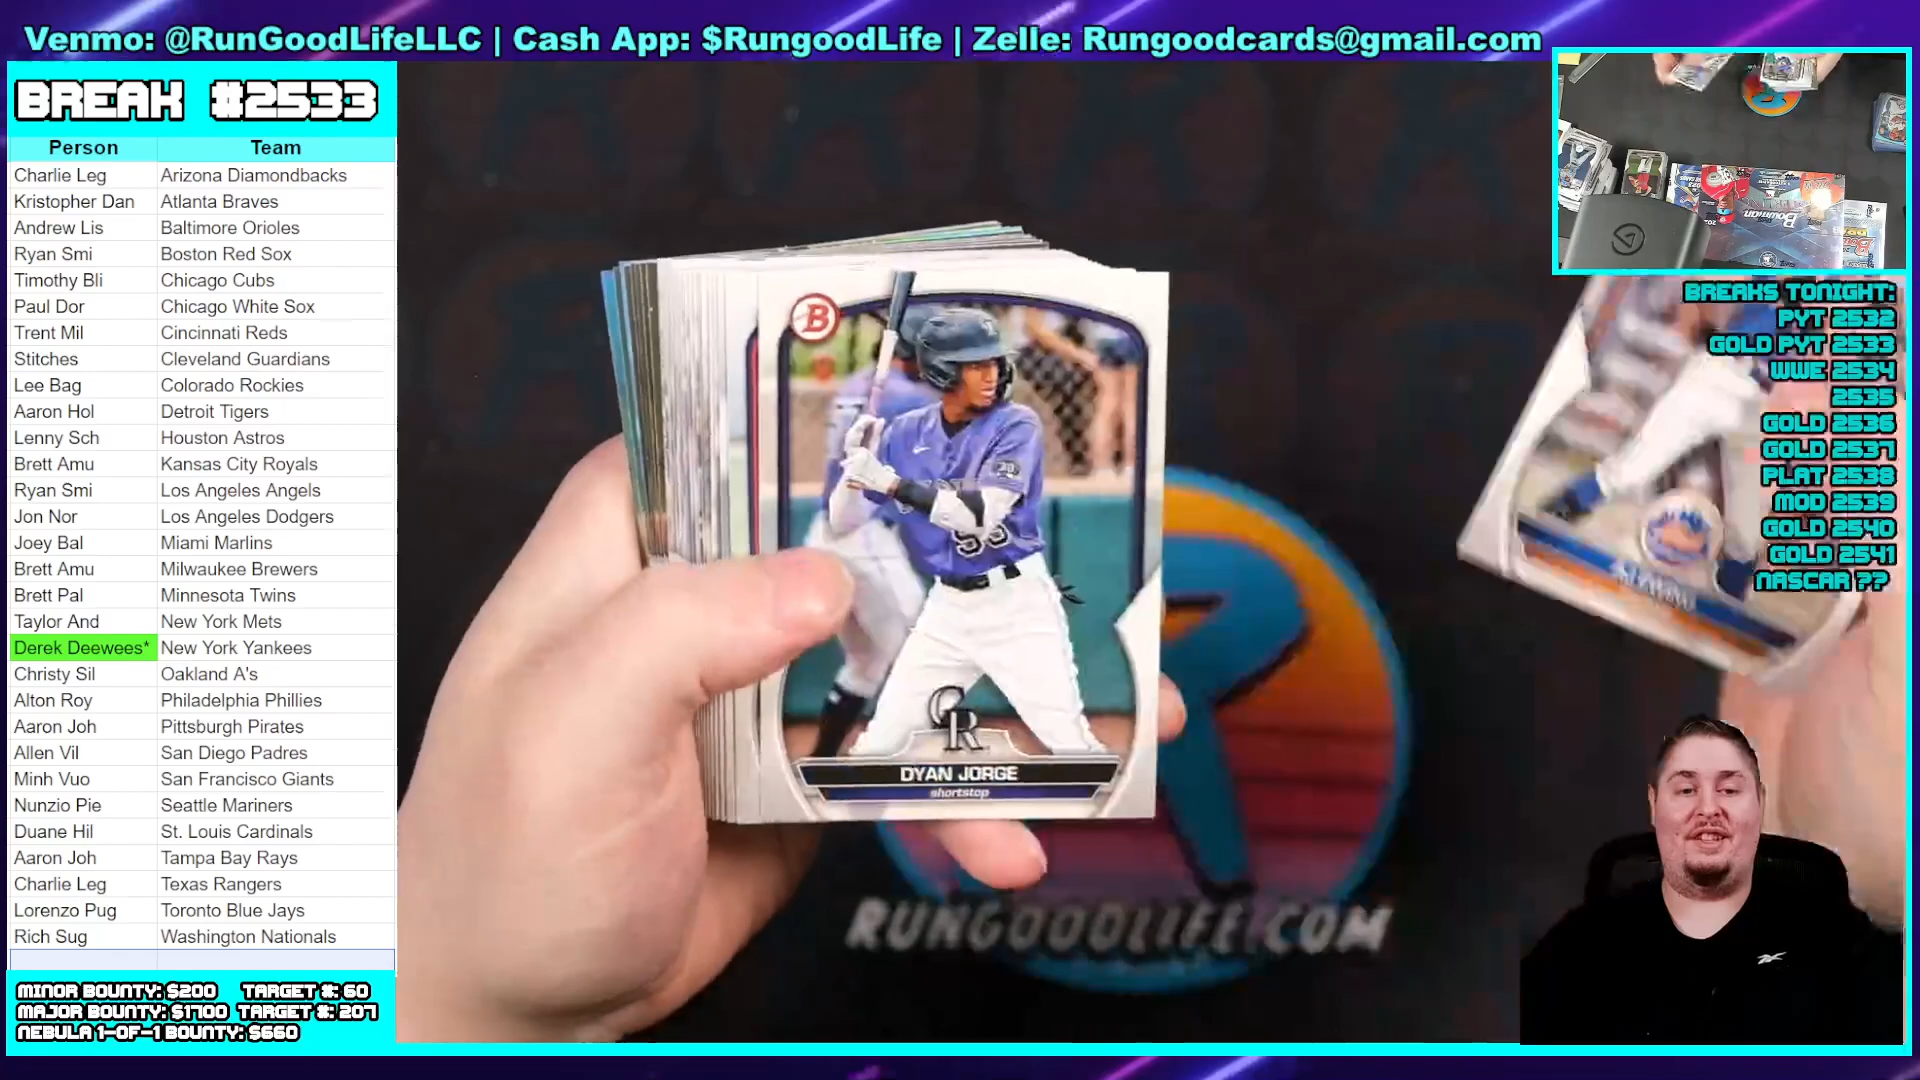 Venmo: @RunGoodLifeLLC | Cash App: $RungoodLife | Zelle: Rungoodcards@gmail.com
BREAK #2533
Person Team
Charlie Leg Arizona Diamondbacks
Kristopher Dan Atlanta Braves
Andrew Lis Baltimore Orioles
Ryan Smi Boston Red Sox
Timothy Bli Chicago Cubs
Paul Dor Chicago White Sox
Trent Mil Cincinnati Reds
Stitches Cleveland Guardians
Lee Bag Colorado Rockies
Aaron Hol Detroit Tigers
Lenny Sch Houston Astros
Brett Amu Kansas City Royals
Ryan Smi Los Angeles Angels
Jon Nor Los Angeles Dodgers
Joey Bal Miami Marlins
Brett Amu Milwaukee Brewers
Brett Pal Minnesota Twins
Taylor And New York Mets
Derek Deewees* New York Yankees
Christy Sil Oakland A's
Alton Roy Philadelphia Phillies
Aaron Joh Pittsburgh Pirates
Allen Vil San Diego Padres
Minh Vuo San Francisco Giants
Nunzio Pie Seattle Mariners
Duane Hil St. Louis Cardinals
Aaron Joh Tampa Bay Rays
Charlie Leg Texas Rangers
Lorenzo Pug Toronto Blue Jays
Rich Sug Washington Nationals
MINOR BOUNTY: $200 TARGET #: 60
MAJOR BOUNTY: $1700 TARGET #: 207
NEBULA 1-OF-1 BOUNTY: $660
B
CR
DYAN JORGE
shortstop
RUNGOODLIFE.COM
Bowman
BREAKS TONIGHT:
PYT 2532
GOLD PYT 2533
WWE 2534
2535
GOLD 2536
GOLD 2537
PLAT 2538
MOD 2539
GOLD 2540
GOLD 2541
NASCAR ??